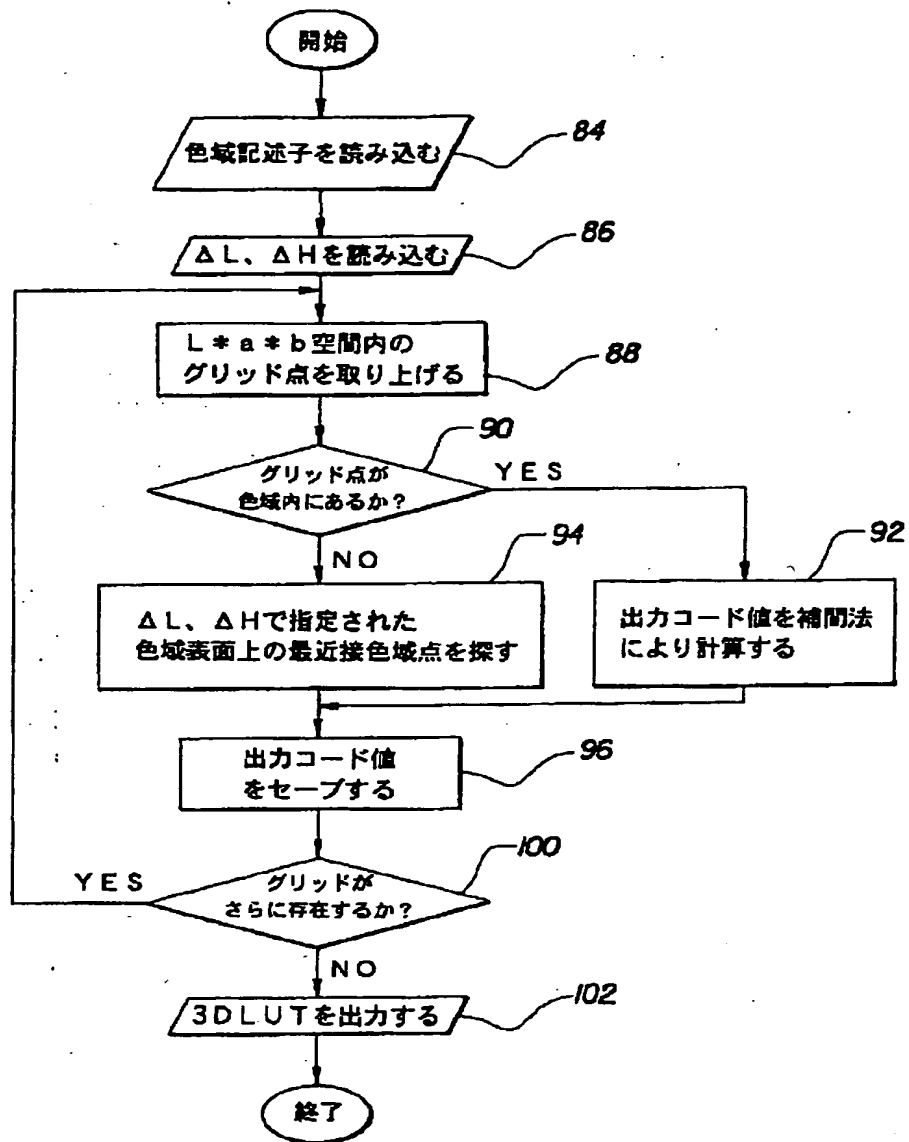 開始
色域記述子を読み込む
84
ΔL、ΔHを読み込む
86
L*a*b空間内の
グリッド点を取り上げる
88
グリッド点が
色域内にあるか?
90
YES
NO
94
ΔL、ΔHで指定された
色域表面上の最近接色域点を探す
92
出力コード値を補間法
により計算する
出力コード値
をセーブする
96
グリッドが
さらに存在するか?
100
YES
NO
3DLUTを出力する
102
終了